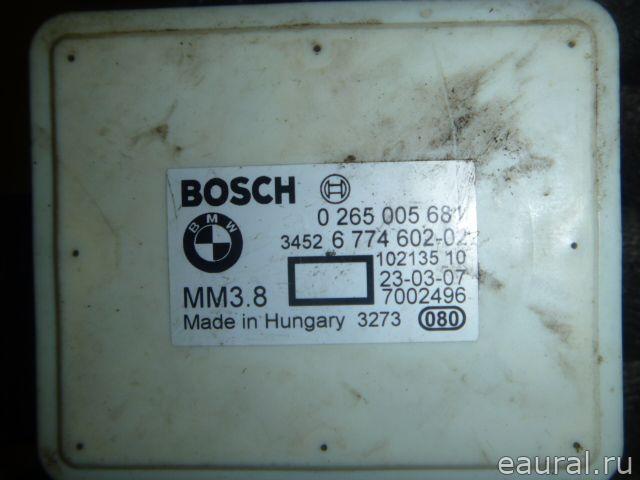 BOSCH
0 265 005 681
BMW
3452 6 774 602-02
102135 10
23-03-07
MM3.8
7002496
Made in Hungary 3273 080
eaural.ru